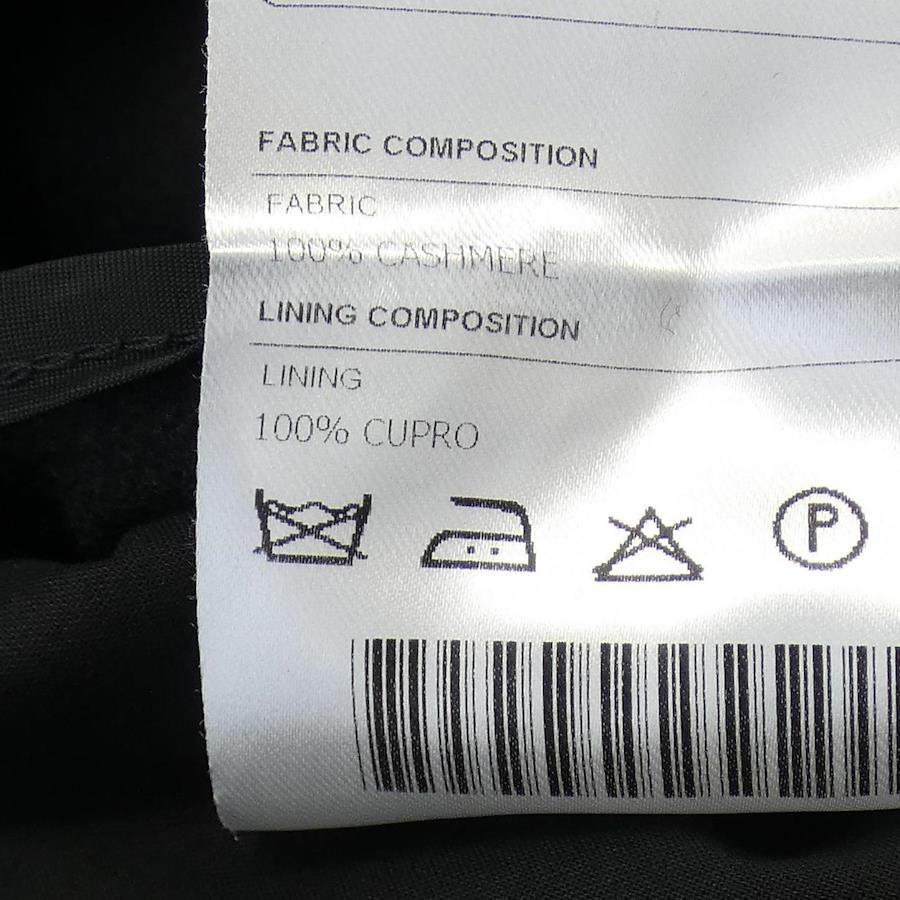 FABRIC COMPOSITION
FABRIC
100% CASHMERE
LINING COMPOSITION
LINING
100% CUPRO
P